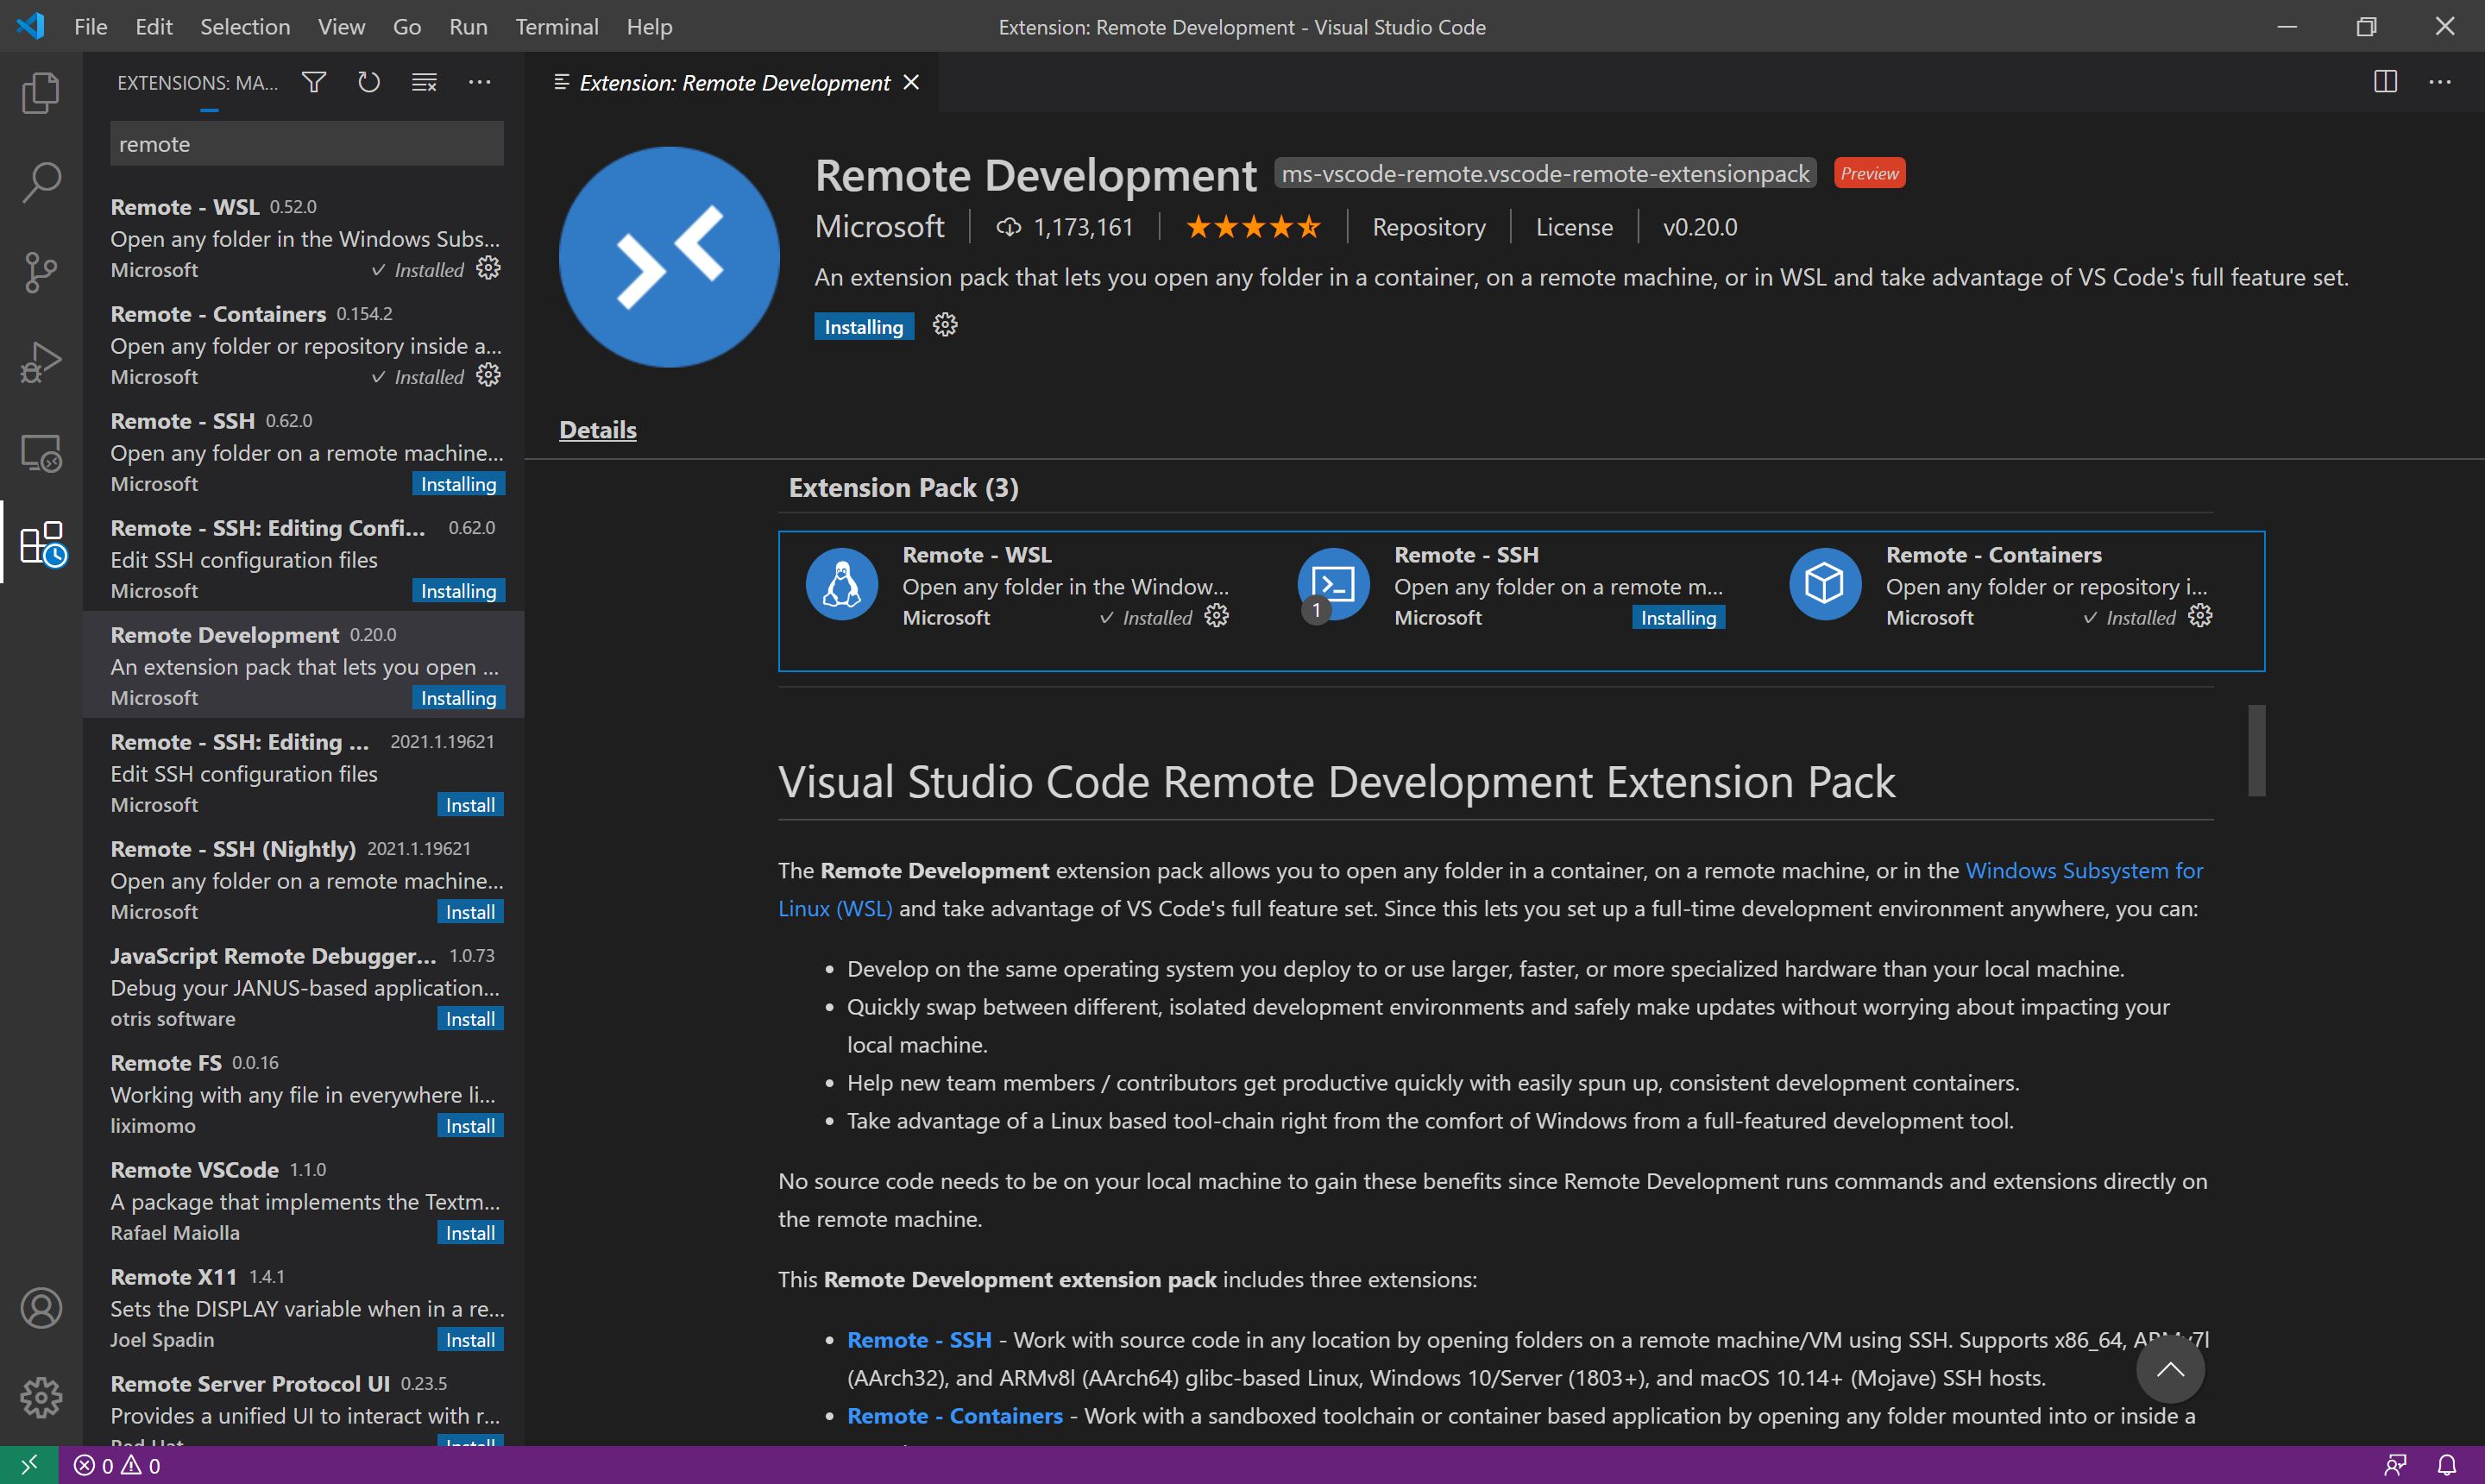 File Edit Selection View Go Run Terminal Help
Extension: Remote Development - Visual Studio Code
EXTENSIONS: MA...
remote
Remote - WSL 0.52.0
Open any folder in the Windows Subs...
Microsoft ✓ Installed
Remote - Containers 0.154.2
Open any folder or repository inside a...
Microsoft ✓ Installed
Remote - SSH 0.62.0
Open any folder on a remote machine...
Microsoft Installing
Remote - SSH: Editing Confi... 0.62.0
Edit SSH configuration files
Microsoft Installing
Remote Development 0.20.0
An extension pack that lets you open ...
Microsoft Installing
Remote - SSH: Editing ... 2021.1.19621
Edit SSH configuration files
Microsoft Install
Remote - SSH (Nightly) 2021.1.19621
Open any folder on a remote machine...
Microsoft Install
JavaScript Remote Debugger... 1.0.73
Debug your JANUS-based application...
otris software Install
Remote FS 0.0.16
Working with any file in everywhere li...
liximomo Install
Remote VSCode 1.1.0
A package that implements the Textm...
Rafael Maiolla Install
Remote X11 1.4.1
Sets the DISPLAY variable when in a re...
Joel Spadin Install
Remote Server Protocol UI 0.23.5
Provides a unified UI to interact with r...
Red Hat Install
Extension: Remote Development
Remote Development ms-vscode-remote.vscode-remote-extensionpack Preview
Microsoft 1,173,161 Repository License v0.20.0
An extension pack that lets you open any folder in a container, on a remote machine, or in WSL and take advantage of VS Code's full feature set.
Installing
Details
Extension Pack (3)
Remote - WSL
Open any folder in the Window...
Microsoft ✓ Installed
Remote - SSH
Open any folder on a remote m...
1
Microsoft Installing
Remote - Containers
Open any folder or repository i...
Microsoft ✓ Installed
Visual Studio Code Remote Development Extension Pack
The Remote Development extension pack allows you to open any folder in a container, on a remote machine, or in the Windows Subsystem for
Linux (WSL) and take advantage of VS Code's full feature set. Since this lets you set up a full-time development environment anywhere, you can:
• Develop on the same operating system you deploy to or use larger, faster, or more specialized hardware than your local machine.
• Quickly swap between different, isolated development environments and safely make updates without worrying about impacting your
local machine.
• Help new team members / contributors get productive quickly with easily spun up, consistent development containers.
• Take advantage of a Linux based tool-chain right from the comfort of Windows from a full-featured development tool.
No source code needs to be on your local machine to gain these benefits since Remote Development runs commands and extensions directly on
the remote machine.
This Remote Development extension pack includes three extensions:
• Remote - SSH - Work with source code in any location by opening folders on a remote machine/VM using SSH. Supports x86_64, ARMv7l
(AArch32), and ARMv8l (AArch64) glibc-based Linux, Windows 10/Server (1803+), and macOS 10.14+ (Mojave) SSH hosts.
• Remote - Containers - Work with a sandboxed toolchain or container based application by opening any folder mounted into or inside a
0 0